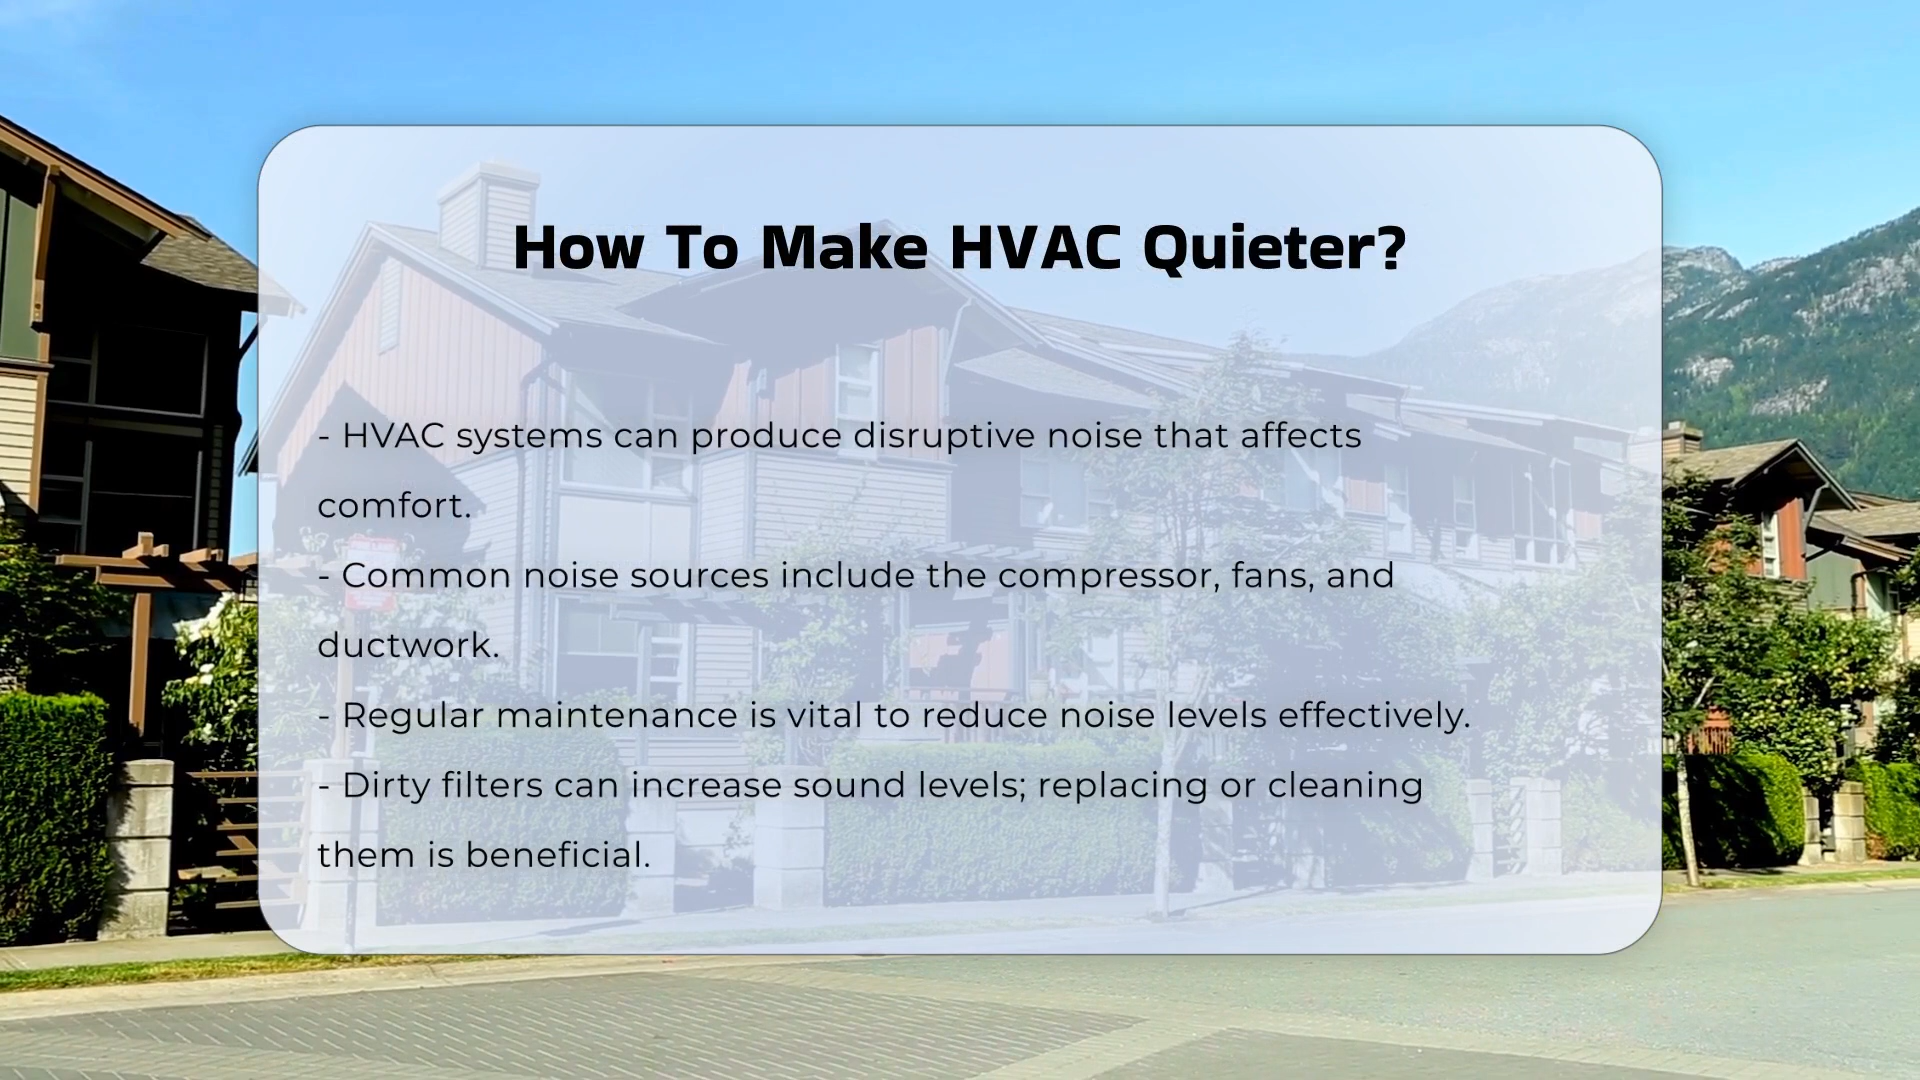 How To Make HVAC Quieter?
- HVAC systems can produce disruptive noise that affects
comfort.
- Common noise sources include the compressor, fans, and
ductwork.
- Regular maintenance is vital to reduce noise levels effectively.
- Dirty filters can increase sound levels; replacing or cleaning
them is beneficial.